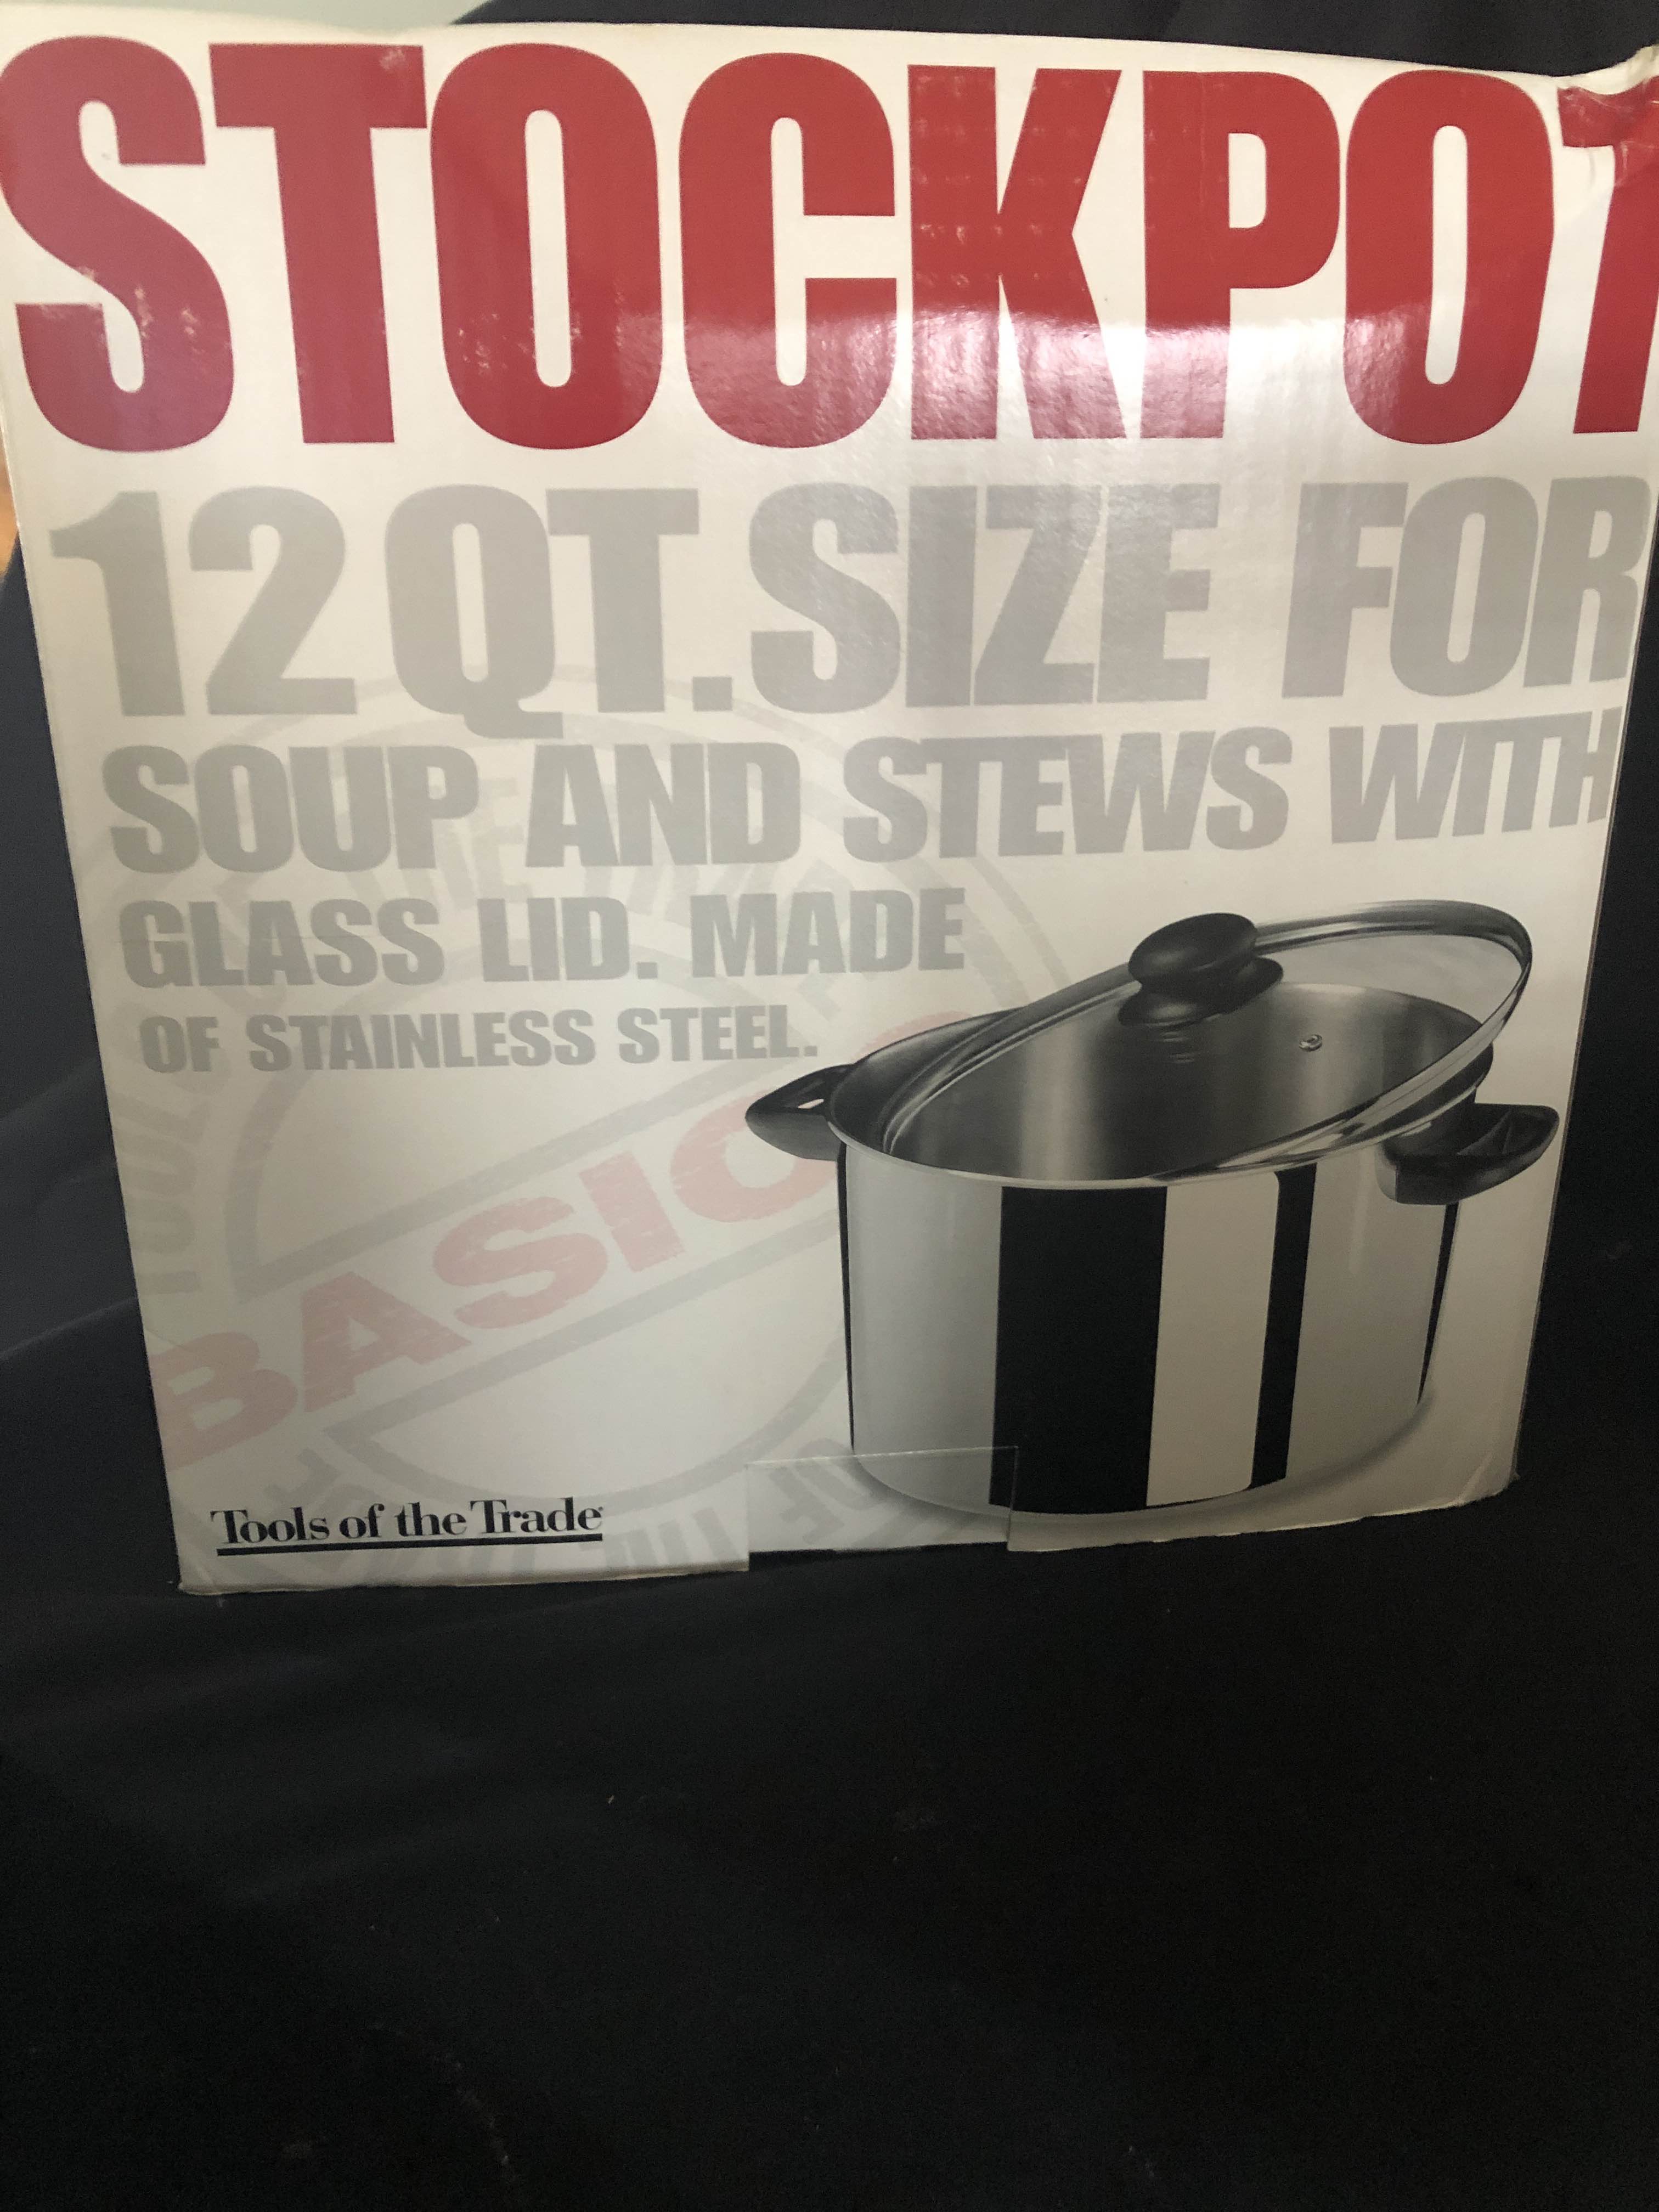 STOCKPOT
12 QT. SIZE FOR
SOUP AND STEWS WITH
GLASS LID. MADE
OF STAINLESS STEEL.
BASICS
Tools of the Trade